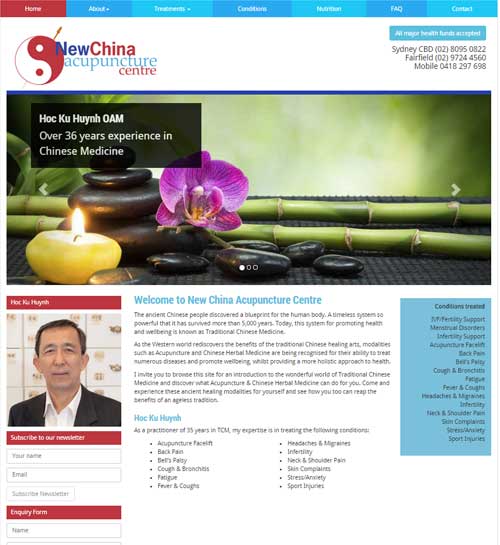 Home About Treatments Conditions Nutrition FAQ Contact
All major health funds accepted
NewChina
acupuncture
centre
Sydney CBD (02) 8095 0822
Fairfield (02) 9724 4560
Mobile 0418 297 698
Hoc Ku Huynh OAM
Over 36 years experience in
Chinese Medicine
Hoc Ku Huynh
Subscribe to our newsletter
Your name
Email
Subscribe Newsletter
Enquiry Form
Name
Welcome to New China Acupuncture Centre
The ancient Chinese people discovered a blueprint for the human body. A timeless system so
powerful that it has survived more than 5,000 years. Today, this system for promoting health
and wellbeing is known as Traditional Chinese Medicine.
As the Western world rediscovers the benefits of the traditional Chinese healing arts, modalities
such as Acupuncture and Chinese Herbal Medicine are being recognised for their ability to treat
numerous diseases and promote wellbeing, whilst providing a more holistic approach to health.
I invite you to browse this site for an introduction to the wonderful world of Traditional Chinese
Medicine and discover what Acupuncture & Chinese Herbal Medicine can do for you. Come and
experience these ancient healing modalities for yourself and see how you too can reap the
benefits of an ageless tradition.
Hoc Ku Huynh
As a practitioner of 35 years in TCM, my expertise is in treating the following conditions:
Acupuncture Facelift
Back Pain
Bell's Palsy
Cough & Bronchitis
Fatigue
Fever & Coughs
Headaches & Migraines
Infertility
Neck & Shoulder Pain
Skin Complaints
Stress/Anxiety
Sport Injuries
Conditions treated
IVF/Fertility Support
Menstrual Disorders
Infertility Support
Acupuncture Facelift
Back Pain
Bell's Palsy
Cough & Bronchitis
Fatigue
Fever & Coughs
Headaches & Migraines
Infertility
Neck & Shoulder Pain
Skin Complaints
Stress/Anxiety
Sport Injuries